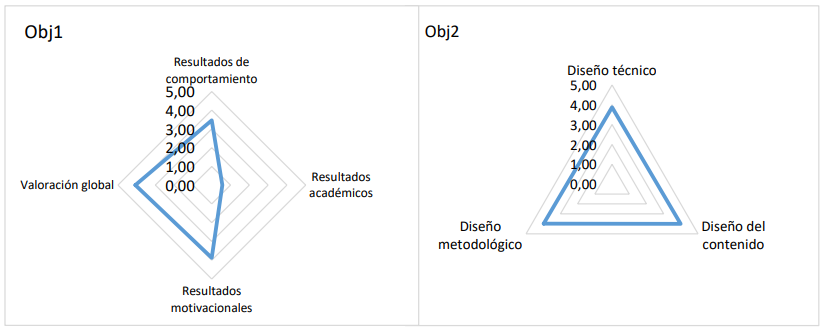 Obj1
Resultados de
comportamiento
5,00
4,00
3,00
2,00
1,00
0,00
Valoración global
Resultados
académicos
Resultados
motivacionales
Obj2
Diseño técnico
5,00
4,00
3,00
2,00
1,00
0,00
Diseño
metodológico
Diseño del
contenido